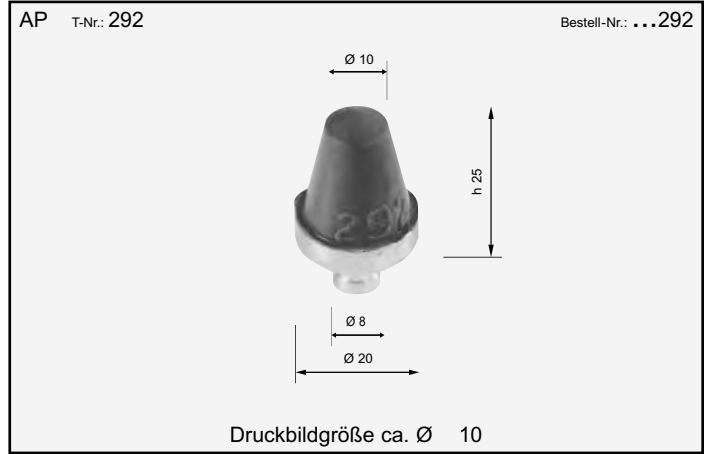 AP T-Nr.: 292 Bestell-Nr.: ...292
Ø 10
h 25
292
Ø 8
Ø 20
Druckbildgröße ca. Ø 10